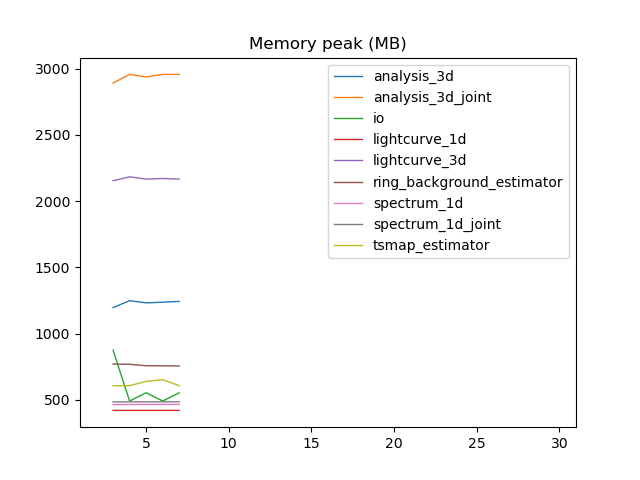 Memory peak (MB)
3000
2500
2000
1500
1000
500
5
10
15
20
25
30
analysis_3d
analysis_3d_joint
io
lightcurve_1d
lightcurve_3d
ring_background_estimator
spectrum_1d
spectrum_1d_joint
tsmap_estimator